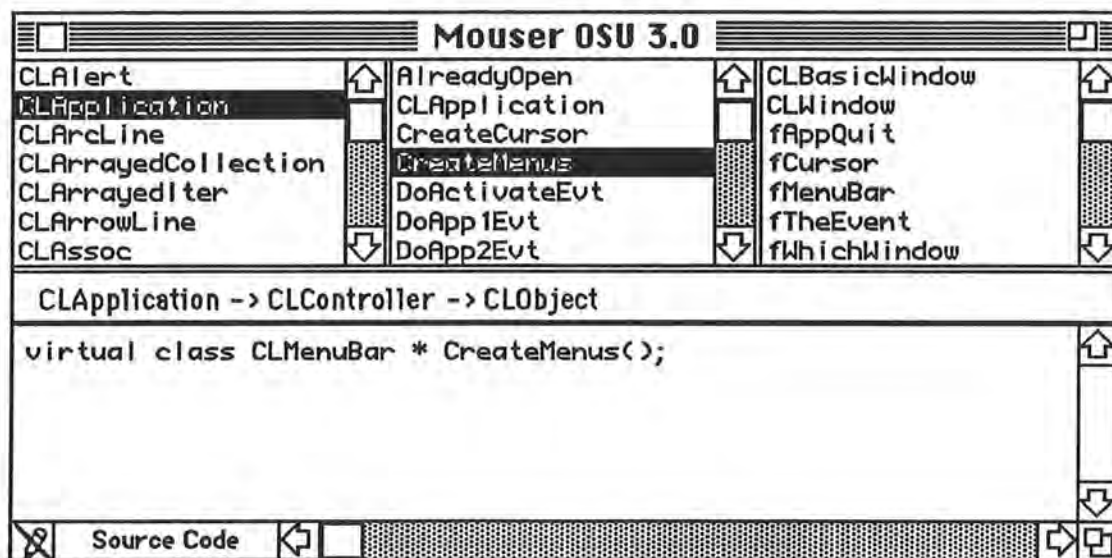 Mouser OSU 3.0
CLAlert
CLApplication
CLArcLine
CLArrayedCollection
CLArrayedIter
CLArrowLine
CLAssoc
AlreadyOpen
CLApplication
CreateCursor
CreateMenus
DoActivateEvt
DoApp1Evt
DoApp2Evt
CLBasicWindow
CLWindow
fAppQuit
fCursor
fMenuBar
fTheEvent
fWhichWindow
CLApplication -> CLController -> CLObject
virtual class CLMenuBar * CreateMenus();
Source Code